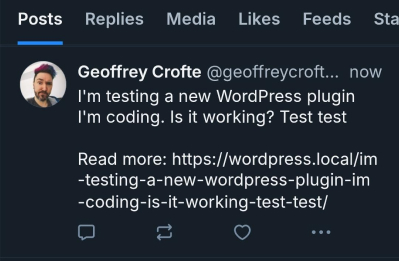 Posts Replies Media Likes Feeds Sta
Geoffrey Crofte @geoffreycroft... now
I'm testing a new WordPress plugin
I'm coding. Is it working? Test test
Read more: https://wordpress.local/im
-testing-a-new-wordpress-plugin-im
-coding-is-it-working-test-test/